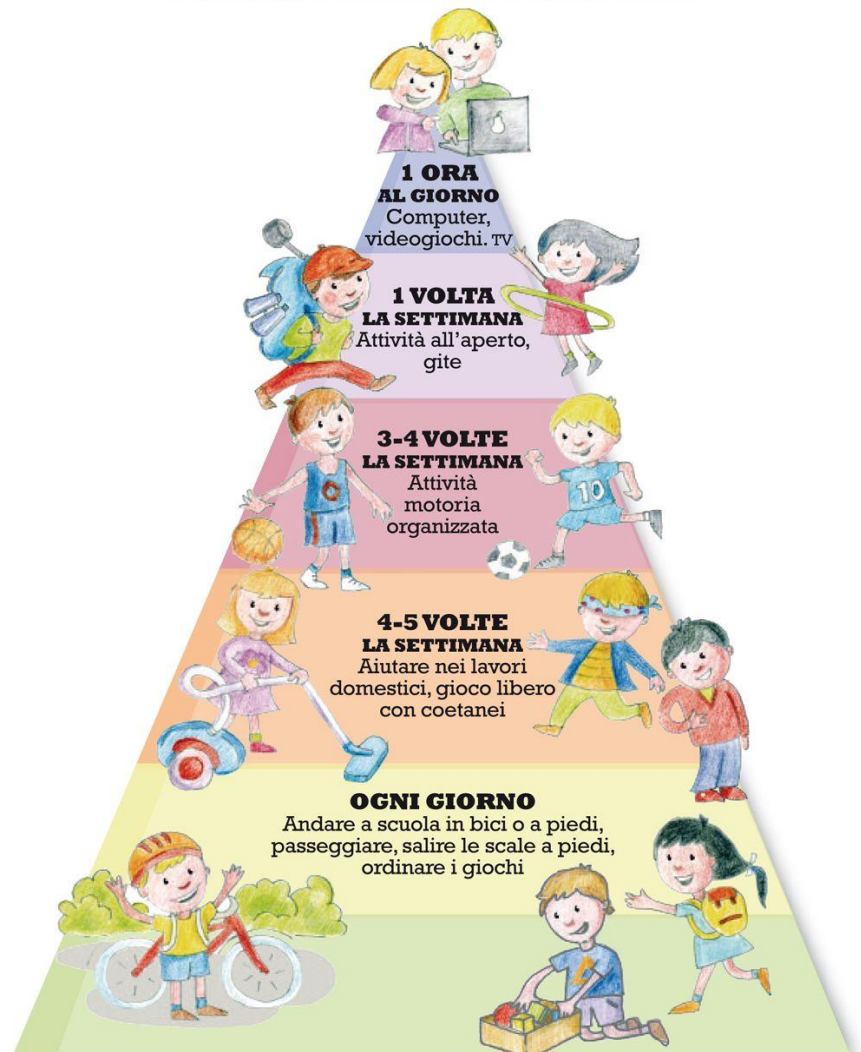 1 ORA
AL GIORNO
Computer,
videogiochi. TV
1 VOLTA
LA SETTIMANA
Attività all'aperto,
gite
3-4 VOLTE
LA SETTIMANA
Attività
motoria
organizzata
4-5 VOLTE
LA SETTIMANA
Aiutare nei lavori
domestici, gioco libero
con coetanei
10
OGNI GIORNO
Andare a scuola in bici o a piedi,
passeggiare, salire le scale a piedi,
ordinare i giochi